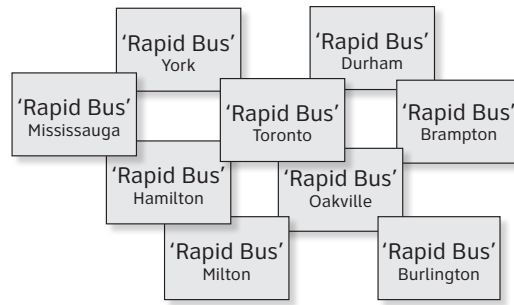 ‘Rapid Bus’
York
‘Rapid Bus’
Durham
‘Rapid Bus’
Mississauga
‘Rapid Bus’
Toronto
‘Rapid Bus’
Brampton
‘Rapid Bus’
Hamilton
‘Rapid Bus’
Oakville
‘Rapid Bus’
Milton
‘Rapid Bus’
Burlington